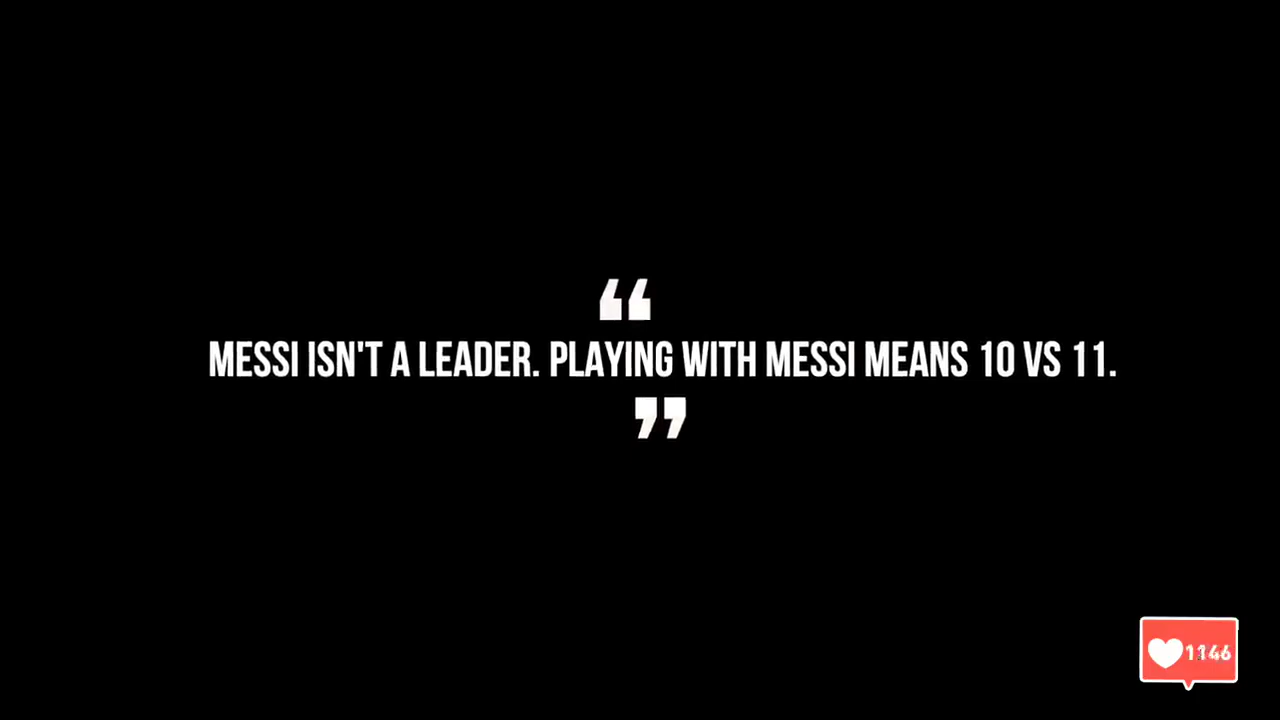 “
MESSI ISN'T A LEADER. PLAYING WITH MESSI MEANS 10 VS 11.
”
1146